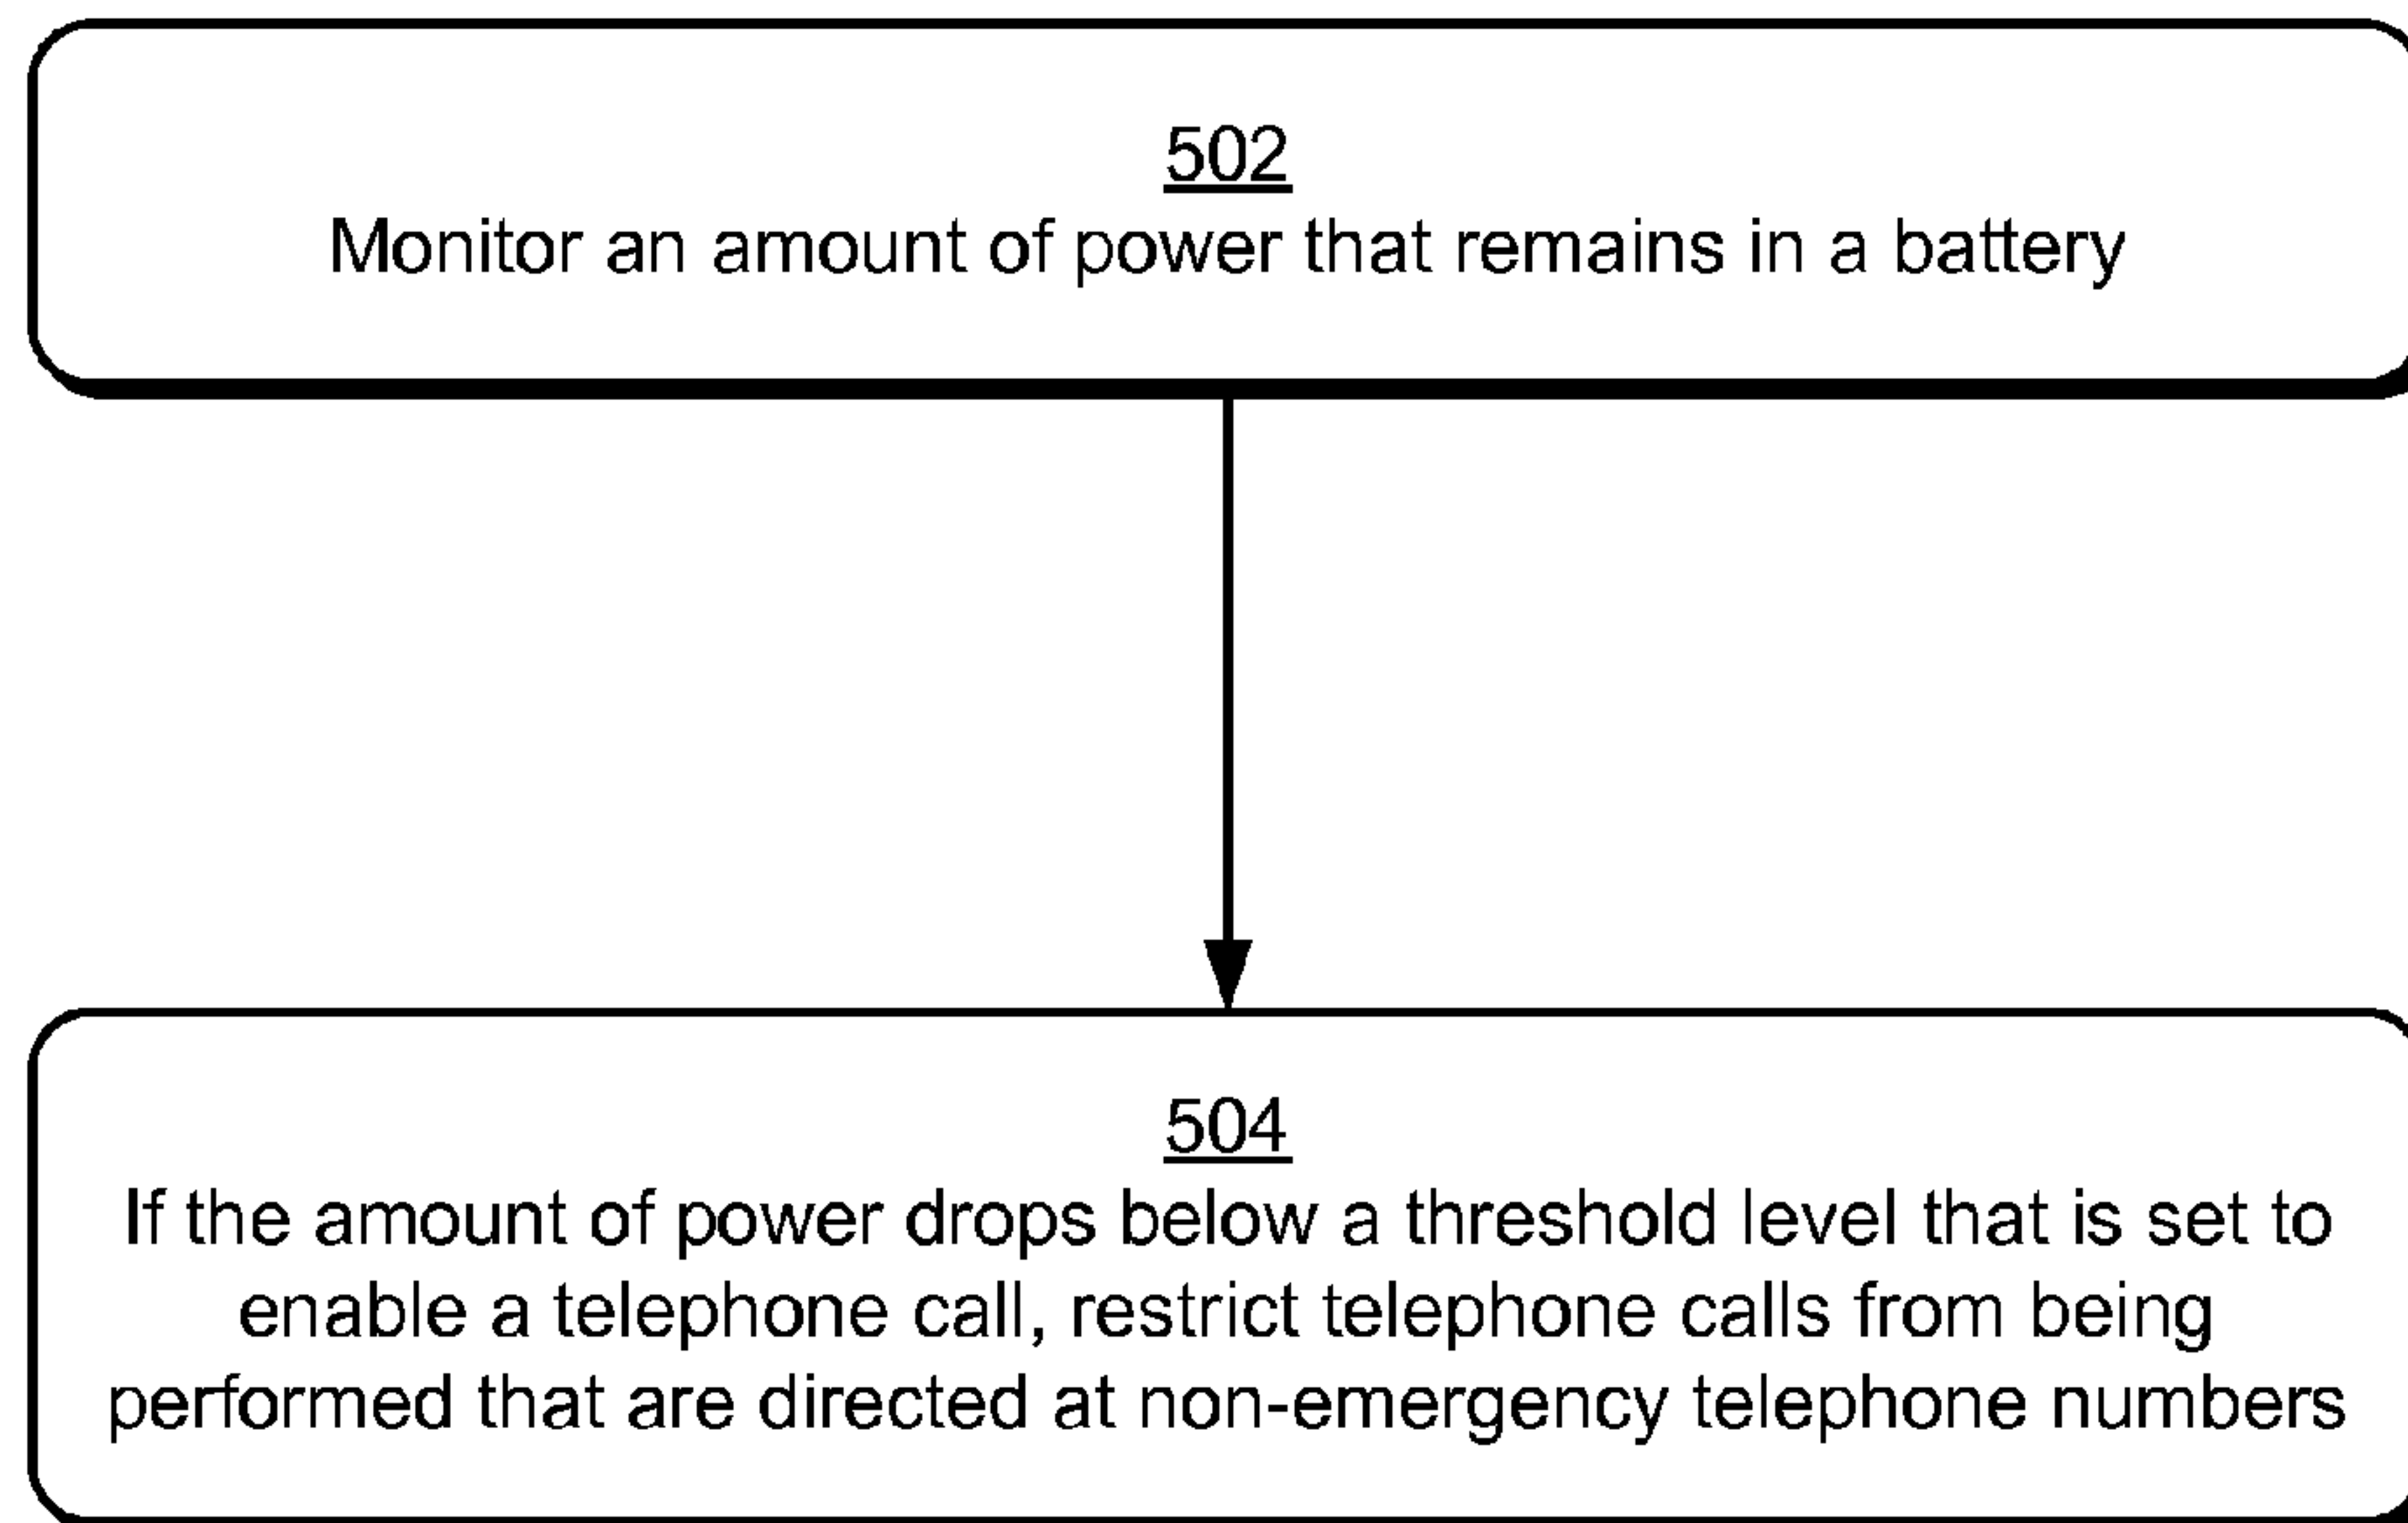 502
Monitor an amount of power that remains in a battery
504
If the amount of power drops below a threshold level that is set to
enable a telephone call, restrict telephone calls from being
performed that are directed at non-emergency telephone numbers